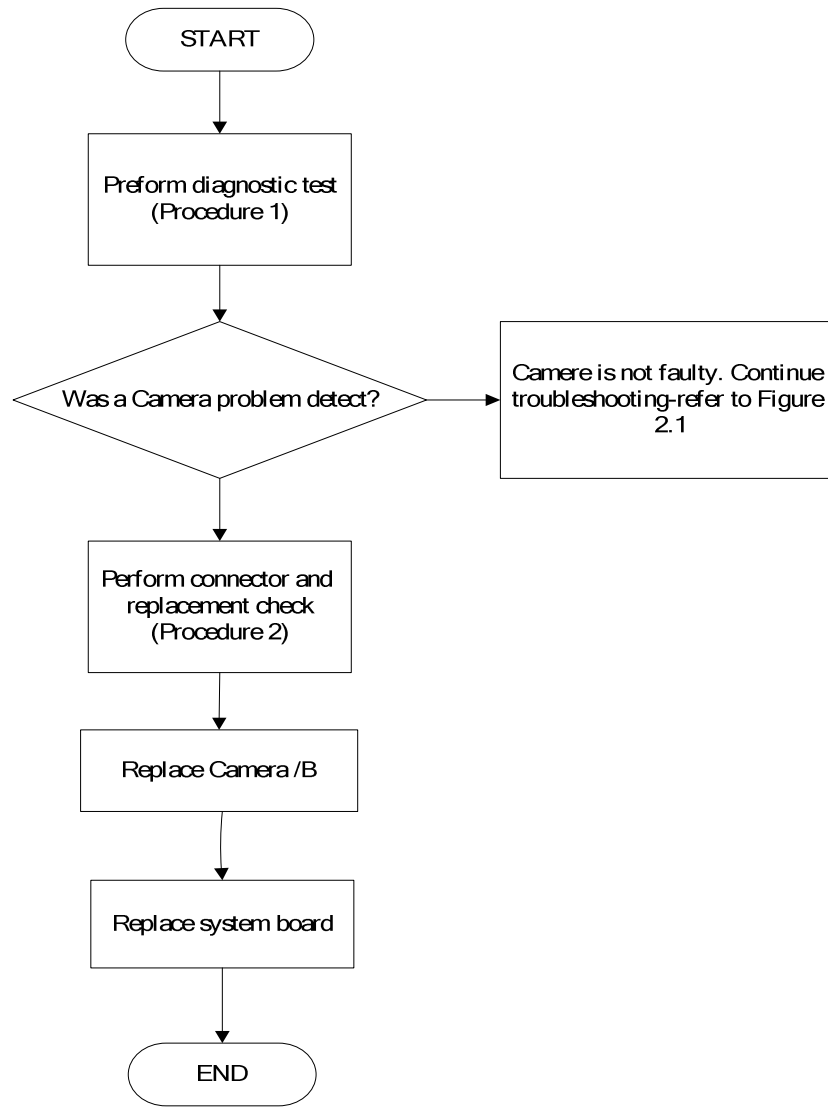 START
Preform diagnostic test
(Procedure 1)
Was a Camera problem detect?
Camere is not faulty. Continue
troubleshooting-refer to Figure
2.1
Perform connector and
replacement check
(Procedure 2)
Replace Camera /B
Replace system board
END